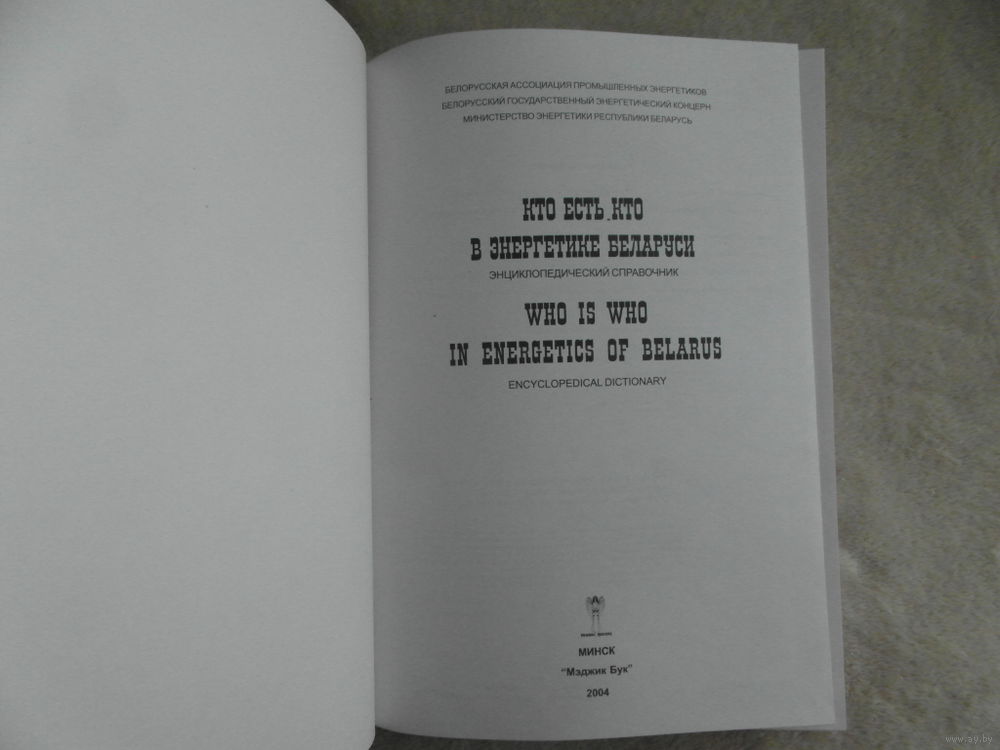 БЕЛОРУССКАЯ АССОЦИАЦИЯ ПРОМЫШЛЕННЫХ ЭНЕРГЕТИКОВ
БЕЛОРУССКИЙ ГОСУДАРСТВЕННЫЙ ЭНЕРГЕТИЧЕСКИЙ КОНЦЕРН
МИНИСТЕРСТВО ЭНЕРГЕТИКИ РЕСПУБЛИКИ БЕЛАРУСЬ
КТО ЕСТЬ КТО
В ЭНЕРГЕТИКЕ БЕЛАРУСИ
ЭНЦИКЛОПЕДИЧЕСКИЙ СПРАВОЧНИК
WHO IS WHO
IN ENERGETICS OF BELARUS
ENCYCLOPEDICAL DICTIONARY
МИНСК
"Мэджик Бук"
2004
www.ay.by